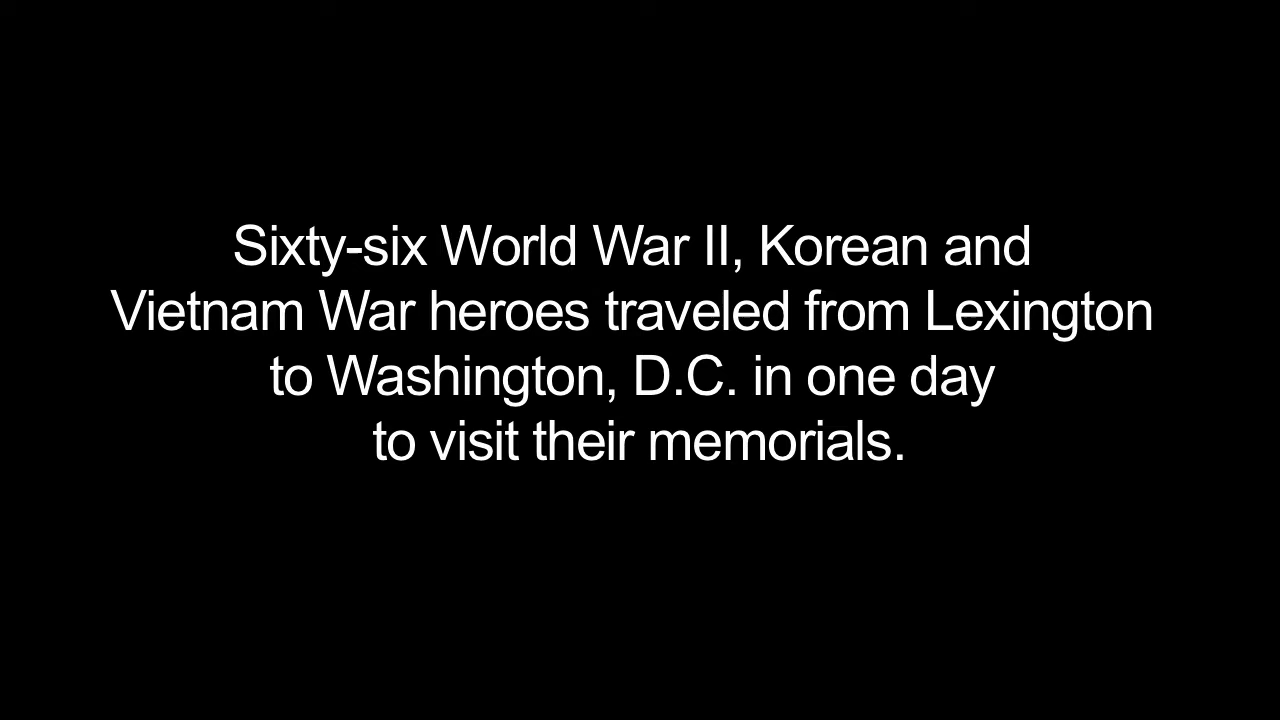 Sixty-six World War II, Korean and
Vietnam War heroes traveled from Lexington
to Washington, D.C. in one day
to visit their memorials.